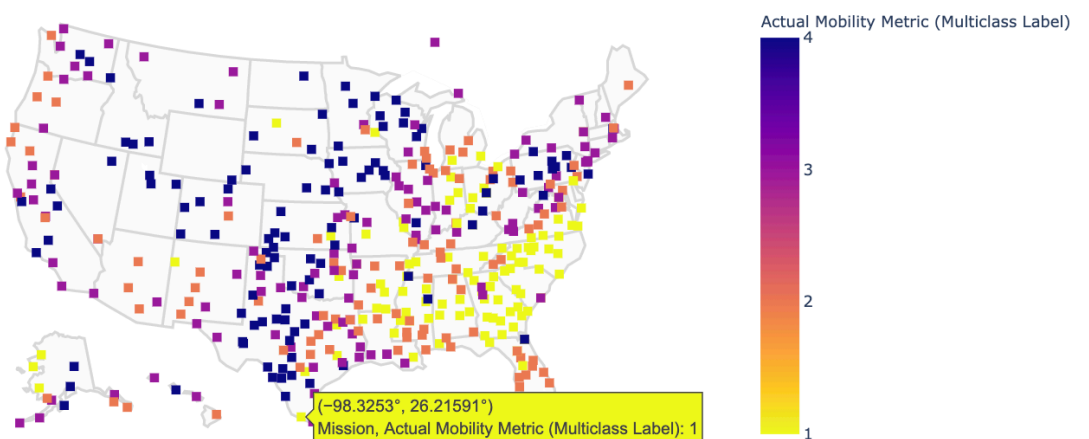 Actual Mobility Metric (Multiclass Label)
4
3
2
1
(−98.3253°, 26.21591°)
Mission, Actual Mobility Metric (Multiclass Label): 1